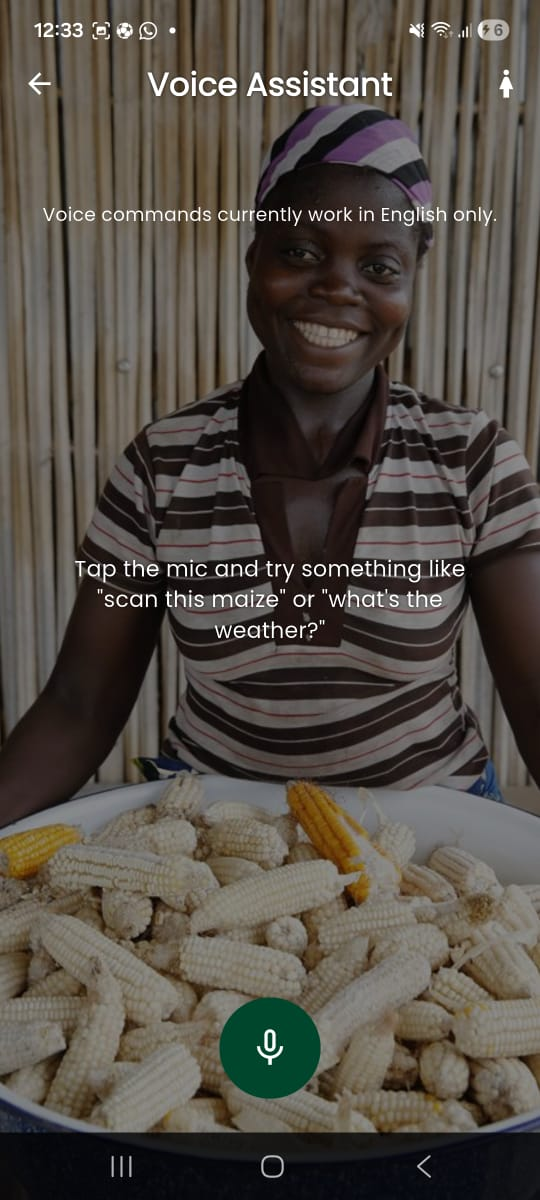 12:33
6
Voice Assistant
Voice commands currently work in English only.
Tap the mic and try something like
"scan this maize" or "what's the
weather?"